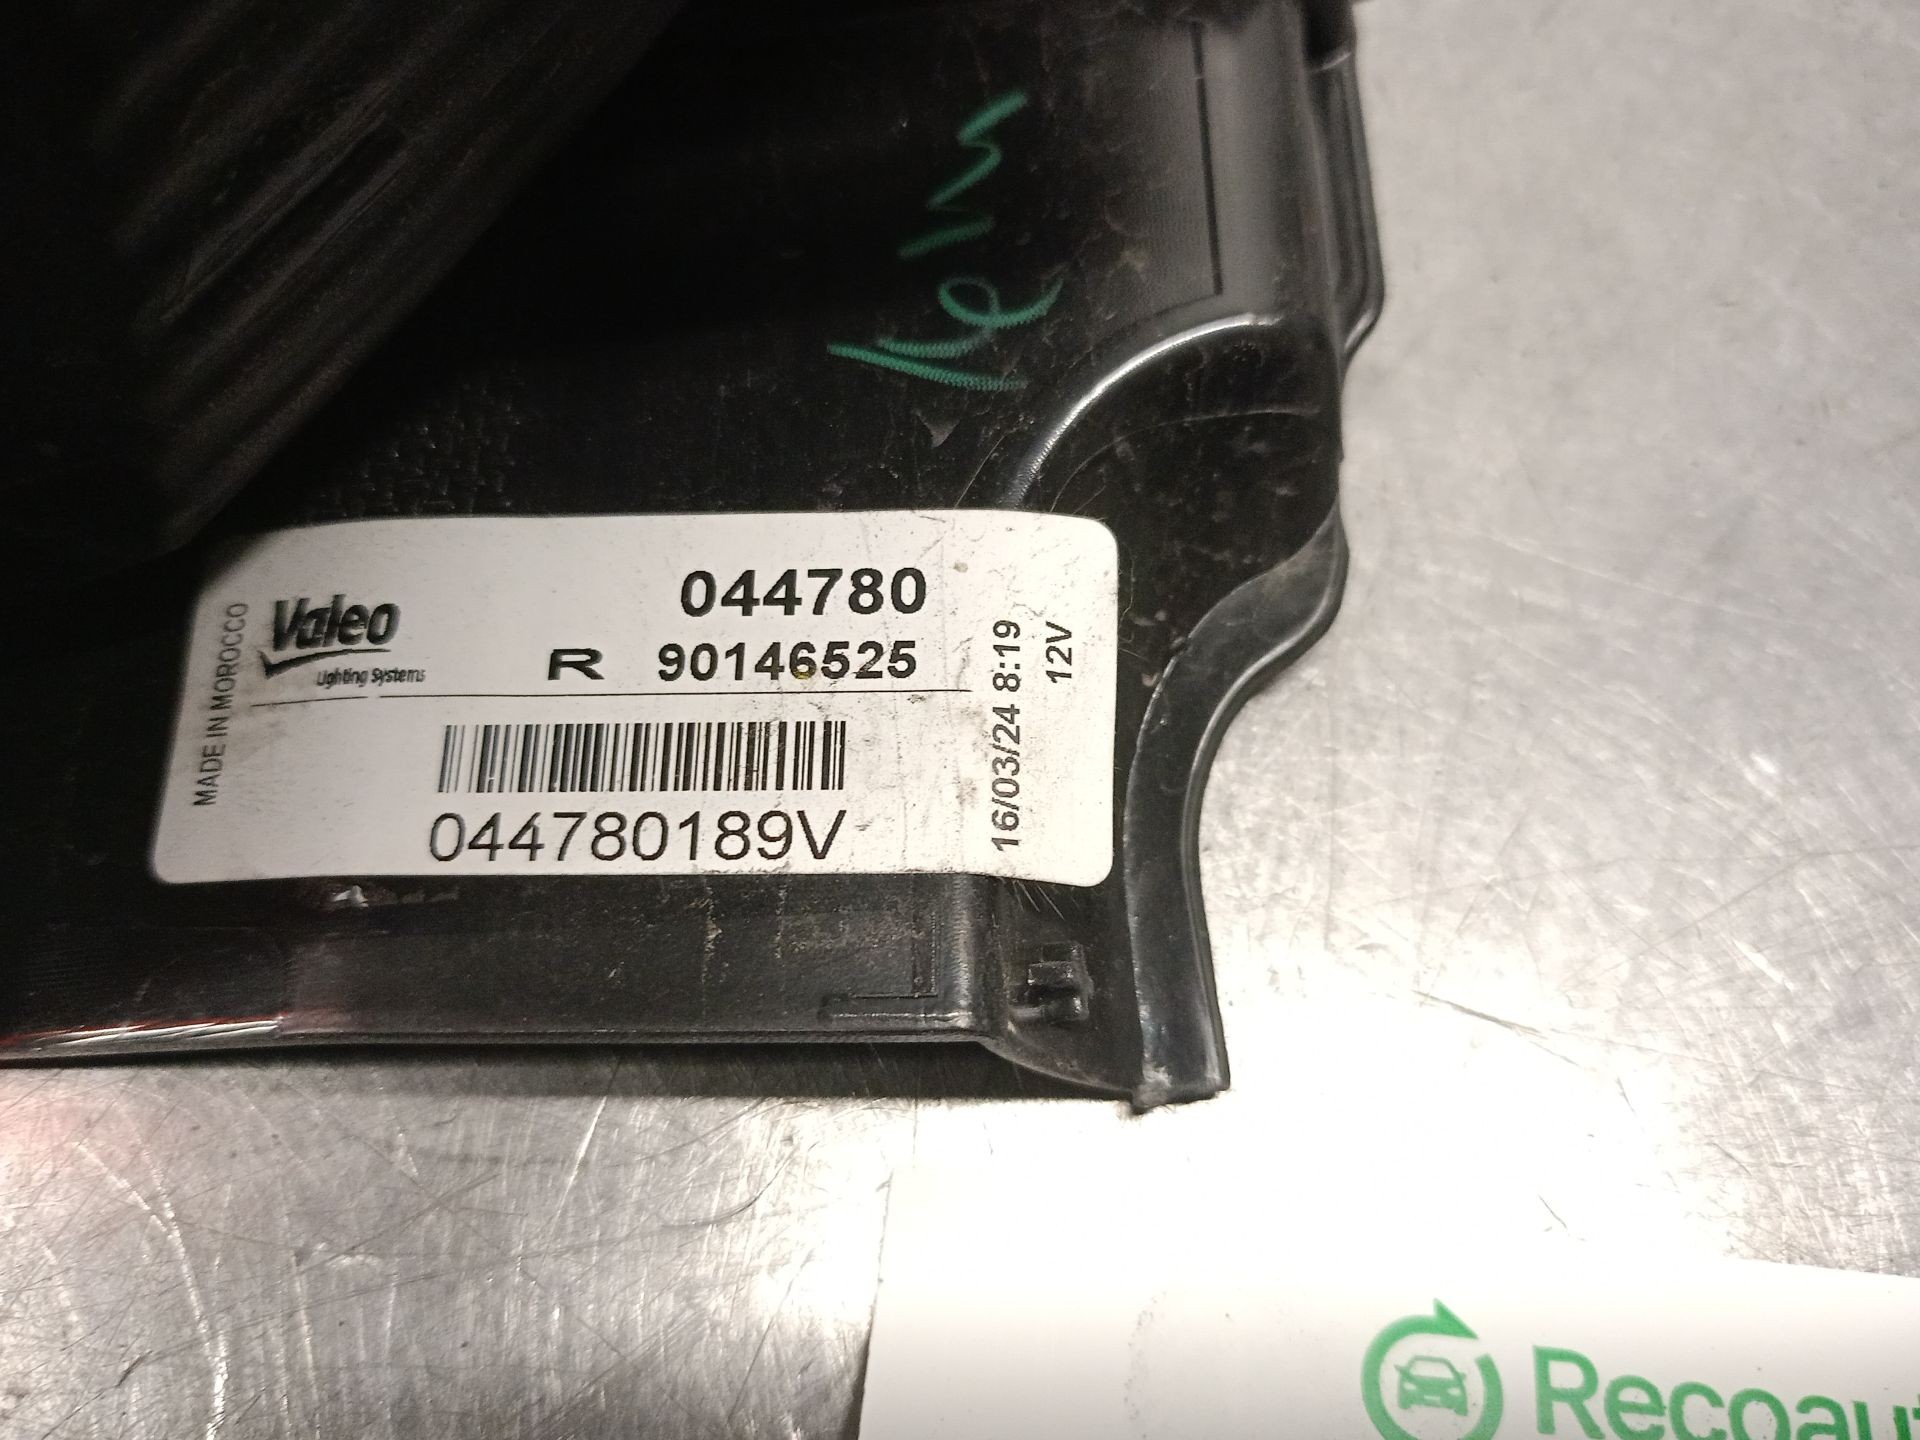 Valeo
Lighting Systems
044780
R 90146525
044780189V
MADE IN MOROCCO
16/03/24 8:19
12V
Recoaut